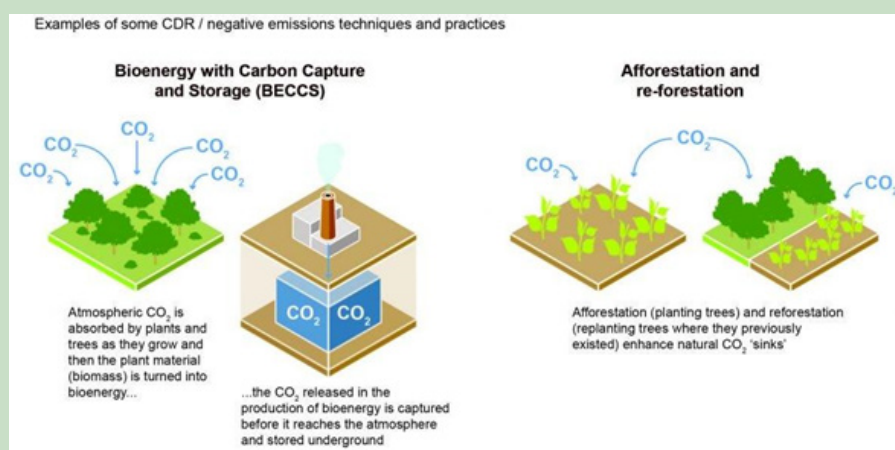 Examples of some CDR / negative emissions techniques and practices
Bioenergy with Carbon Capture
and Storage (BECCS)
CO₂
CO₂
CO₂
CO₂
CO₂
CO₂
CO₂
Atmospheric CO₂ is
absorbed by plants and
trees as they grow and
then the plant material
(biomass) is turned into
bioenergy...
...the CO₂ released in the
production of bioenergy is captured
before it reaches the atmosphere
and stored underground
Afforestation and
re-forestation
CO₂
CO₂
CO₂
Afforestation (planting trees) and reforestation
(replanting trees where they previously
existed) enhance natural CO₂ 'sinks'